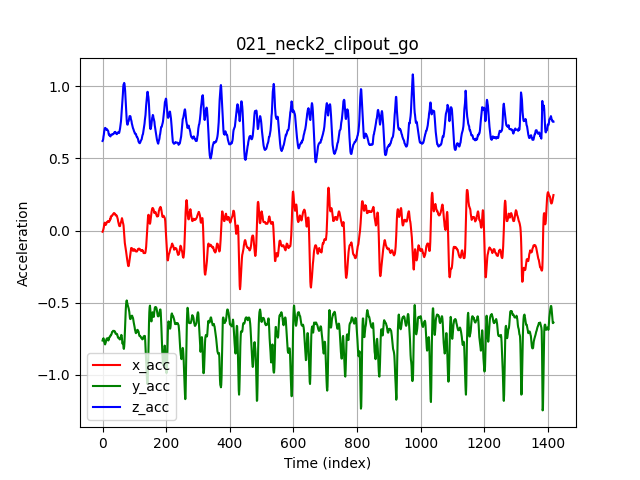 021_neck2_clipout_go
Acceleration
1.0
0.5
0.0
−0.5
−1.0
x_acc
y_acc
z_acc
0 200 400 600 800 1000 1200 1400
Time (index)